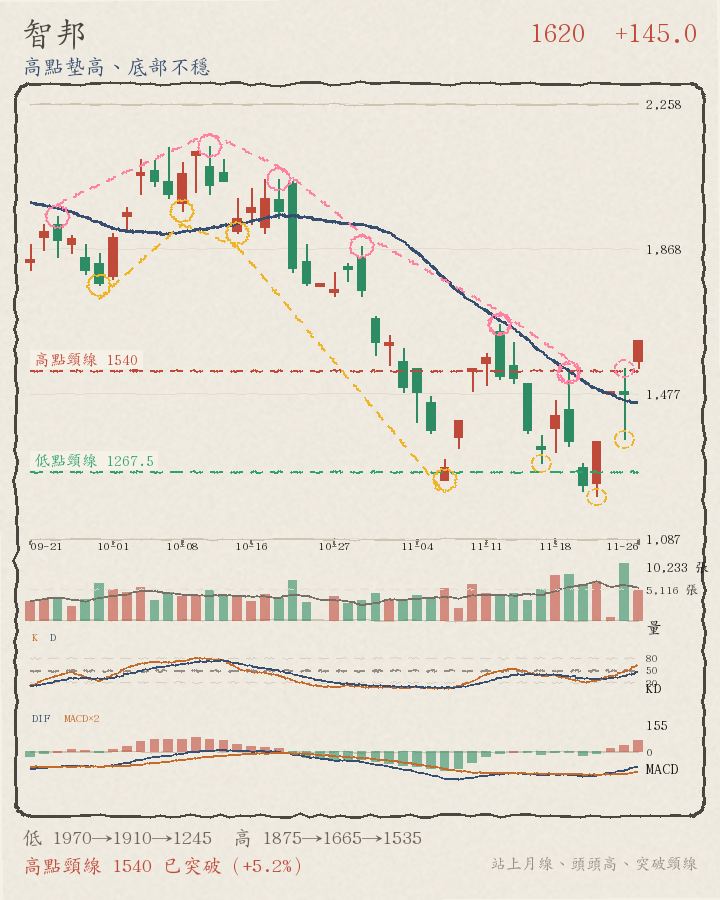 智邦
1620 +145.0
高點墊高、底部不穩
2,258
1,868
高點頸線 1540
1,477
低點頸線 1267.5
1,087
09-21 10-01 10-08 10-16 10-27 11-04 11-11 11-18 11-26
10,233 張
5,116 張
量
K D
80
50
20
KD
DIF MACD×2
155
0
MACD
低 1970→1910→1245 高 1875→1665→1535
高點頸線 1540 已突破 (+5.2%)
站上月線、頭頭高、突破頸線